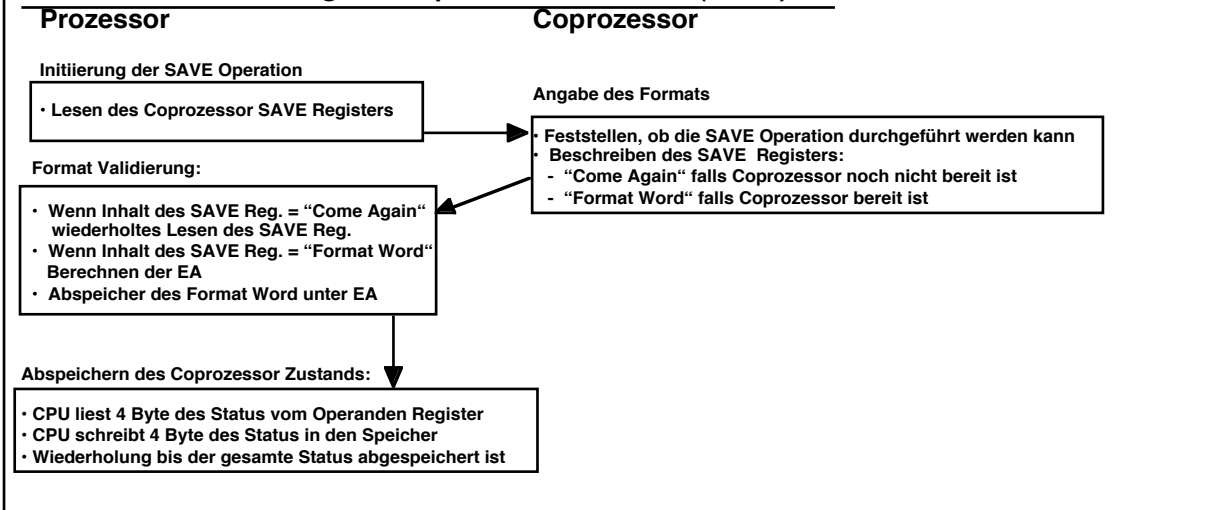 Prozessor
Coprozessor
Initiierung der SAVE Operation
· Lesen des Coprozessor SAVE Registers
Angabe des Formats
· Feststellen, ob die SAVE Operation durchgeführt werden kann
· Beschreiben des SAVE Registers:
- “Come Again“ falls Coprozessor noch nicht bereit ist
- “Format Word“ falls Coprozessor bereit ist
Format Validierung:
· Wenn Inhalt des SAVE Reg. = “Come Again“
wiederholtes Lesen des SAVE Reg.
· Wenn Inhalt des SAVE Reg. = “Format Word“
Berechnen der EA
· Abspeicher des Format Word unter EA
Abspeichern des Coprozessor Zustands:
· CPU liest 4 Byte des Status vom Operanden Register
· CPU schreibt 4 Byte des Status in den Speicher
· Wiederholung bis der gesamte Status abgespeichert ist